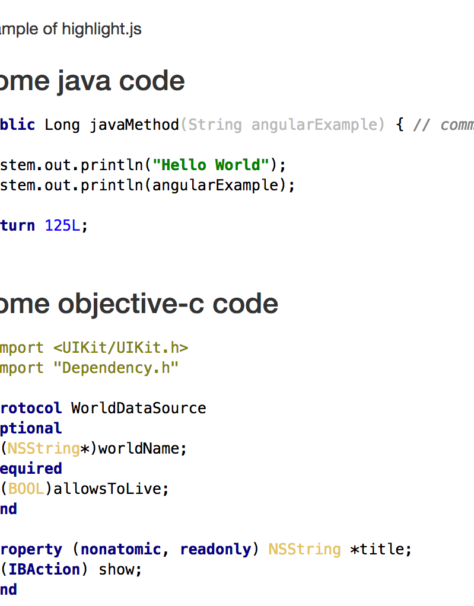 mple of highlight.js
ome java code
blic Long javaMethod(String angularExample) { // comm
stem.out.println("Hello World");
stem.out.println(angularExample);
turn 125L;
ome objective-c code
mport <UIKit/UIKit.h>
mport "Dependency.h"
rotocol WorldDataSource
ptional
(NSString*)worldName;
equired
(BOOL)allowsToLive;
nd
roperty (nonatomic, readonly) NSString *title;
(IBAction) show;
nd